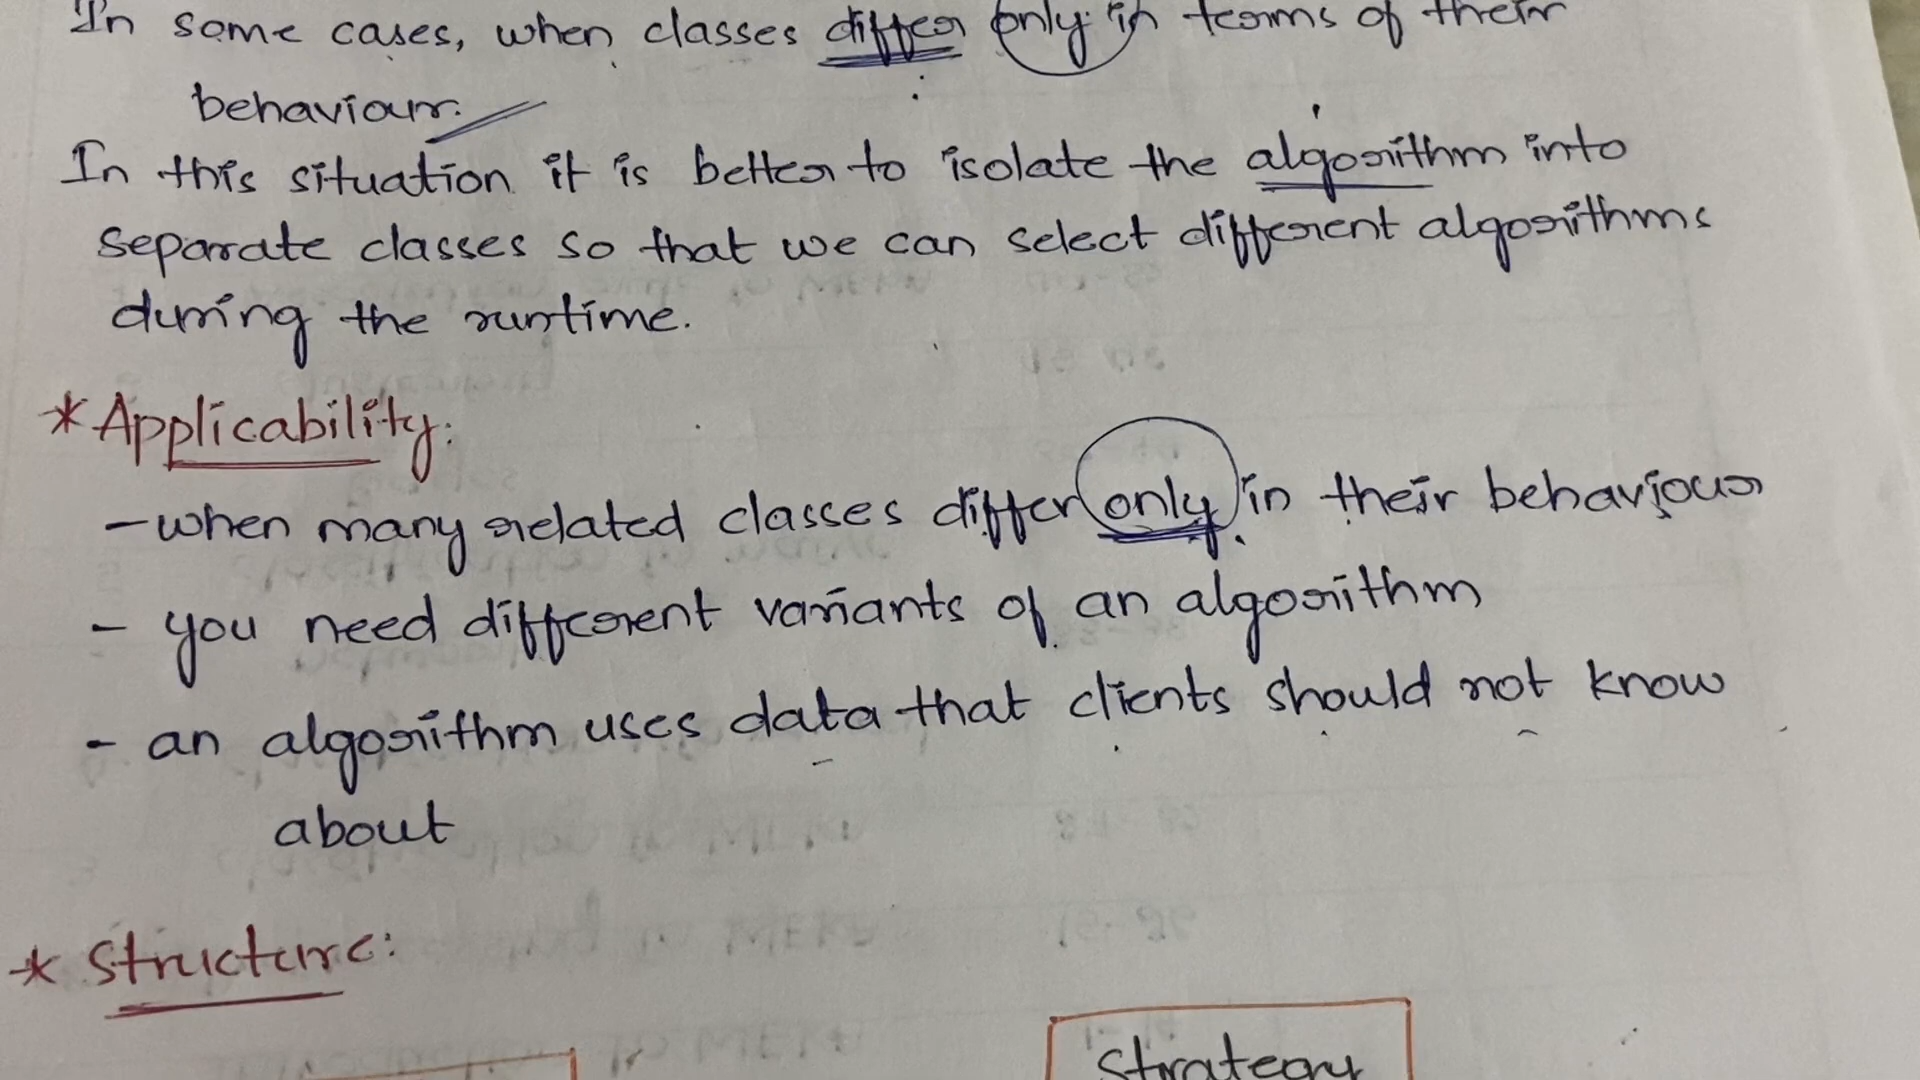 In some cases, when classes differ only in terms of their
behaviour.
In this situation it is better to isolate the algorithm into
separate classes so that we can select different algorithms
during the runtime.
* Applicability:
- when many related classes differ only in their behaviour
- you need different variants of an algorithm
- an algorithm uses data that clients should not know
about
* Structure:
Strategy